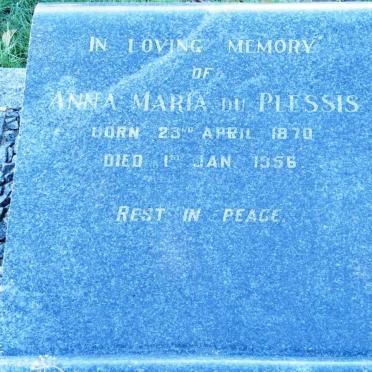 IN LOVING MEMORY
OF
ANNA MARIA DU PLESSIS
BORN 23RD APRIL 1870
DIED 1ST JAN 1956
REST IN PEACE.